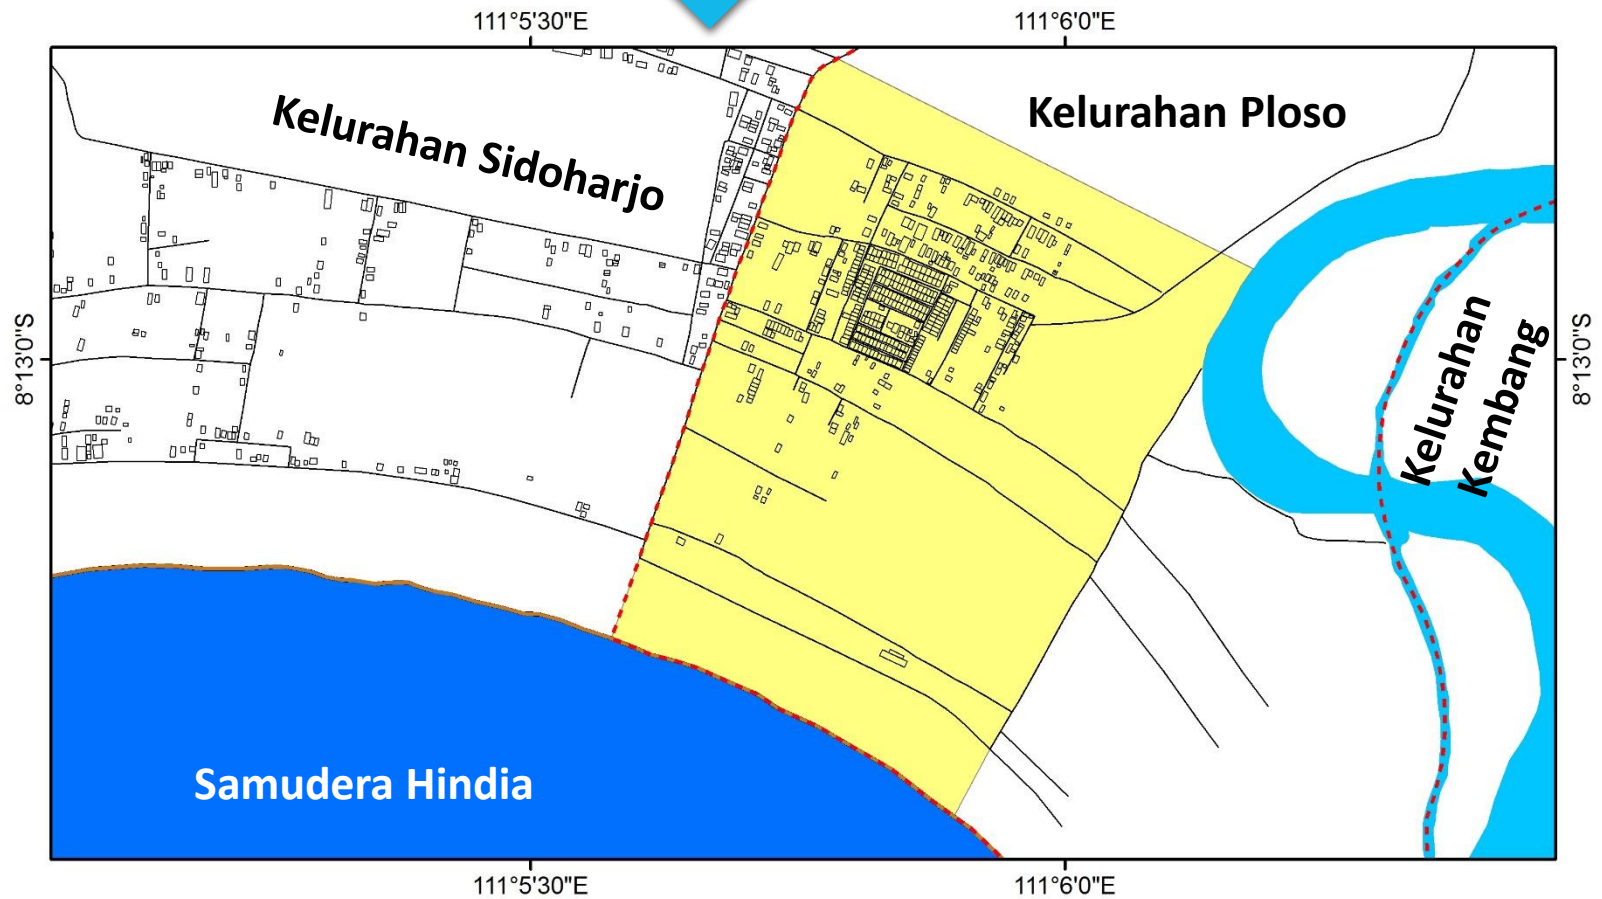 111°5'30"E
111°6'0"E
Kelurahan Sidoharjo
Kelurahan Ploso
8°13'0"S
8°13'0"S
Kelurahan
Kembang
Samudera Hindia
111°5'30"E
111°6'0"E